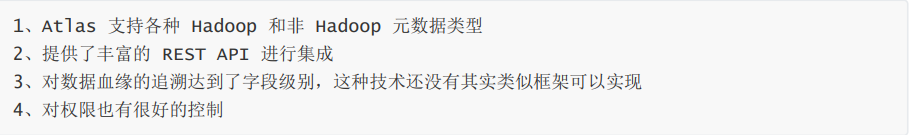 1、Atlas 支持各种 Hadoop 和非 Hadoop 元数据类型
2、提供了丰富的 REST API 进行集成
3、对数据血缘的追溯达到了字段级别，这种技术还没有其实类似框架可以实现
4、对权限也有很好的控制